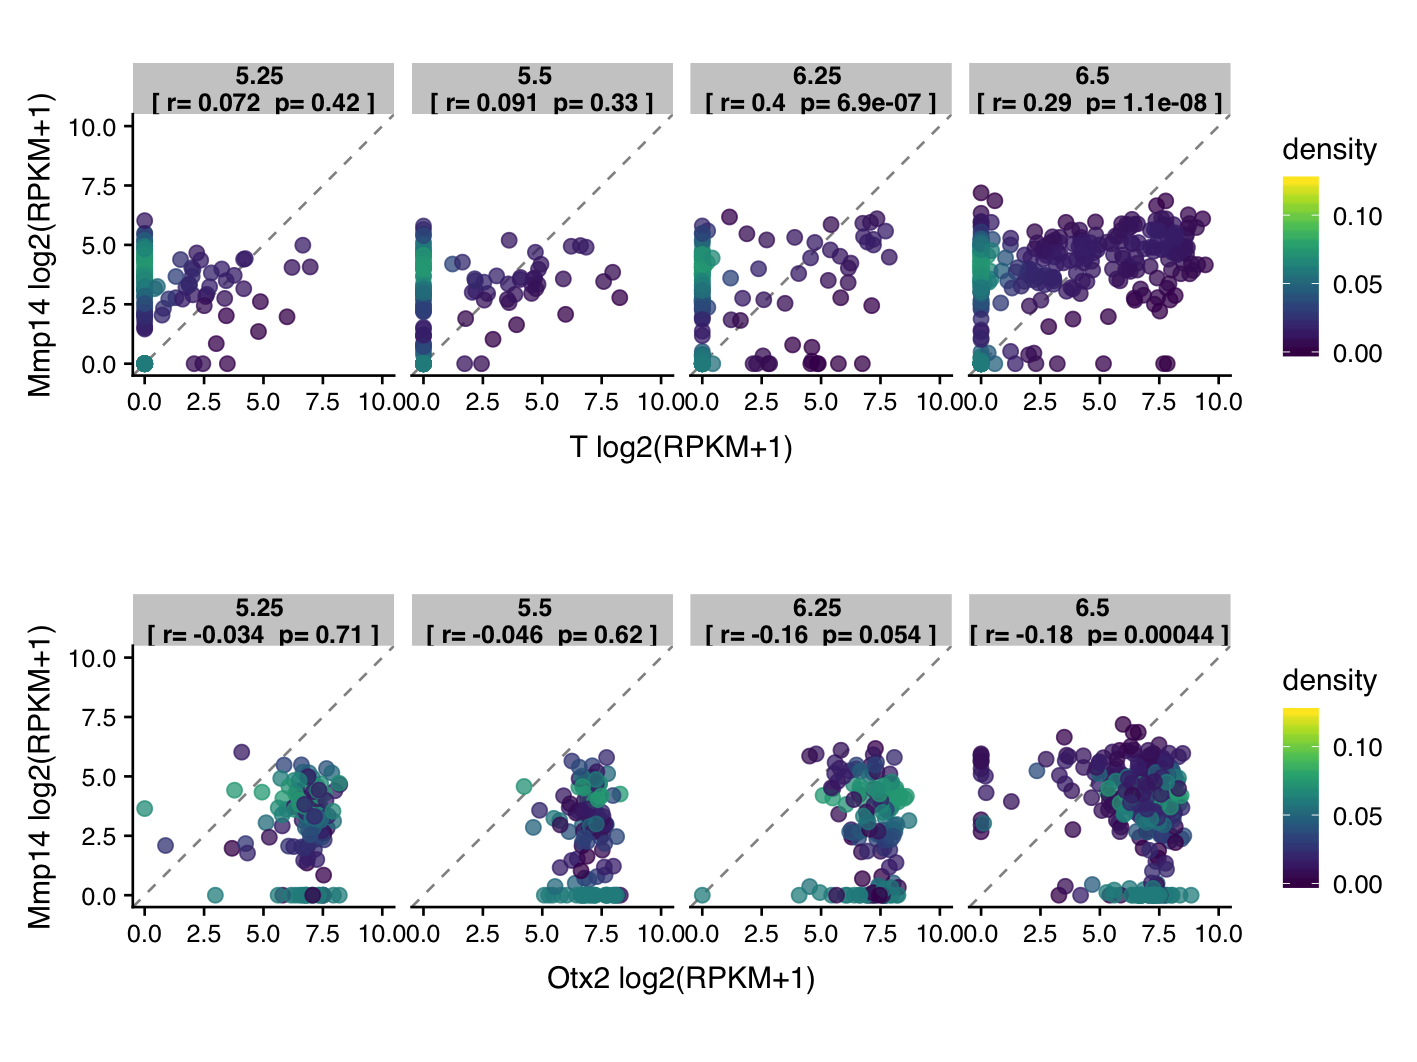 5.25 5.5 6.25 6.5
[ r= 0.072 p= 0.42 ] [ r= 0.091 p= 0.33 ] [ r= 0.4 p= 6.9e-07 ] [ r= 0.29 p= 1.1e-08 ]
Mmp14 log2(RPKM+1)
10.0
7.5
5.0
2.5
0.0
0.0 2.5 5.0 7.5 10.0 0.0 2.5 5.0 7.5 10.0 0.0 2.5 5.0 7.5 10.0 0.0 2.5 5.0 7.5 10.0
T log2(RPKM+1)
density
0.10
0.05
0.00
5.25 5.5 6.25 6.5
[ r= -0.034 p= 0.71 ] [ r= -0.046 p= 0.62 ] [ r= -0.16 p= 0.054 ] [ r= -0.18 p= 0.00044 ]
Mmp14 log2(RPKM+1)
10.0
7.5
5.0
2.5
0.0
0.0 2.5 5.0 7.5 10.0 0.0 2.5 5.0 7.5 10.0 0.0 2.5 5.0 7.5 10.0 0.0 2.5 5.0 7.5 10.0
Otx2 log2(RPKM+1)
density
0.10
0.05
0.00